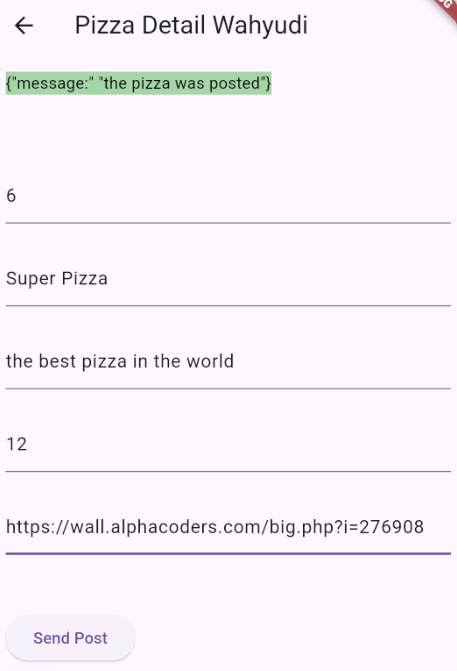 Pizza Detail Wahyudi
{"message:" "the pizza was posted"}
6
Super Pizza
the best pizza in the world
12
https://wall.alphacoders.com/big.php?i=276908
Send Post